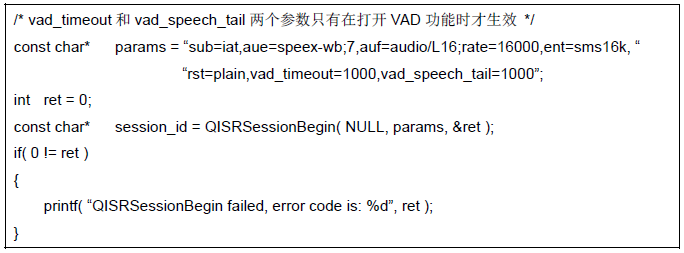 /* vad_timeout 和 vad_speech_tail 两个参数只有在打开 VAD 功能时才生效 */
const char* params = “sub=iat,aue=speex-wb;7,auf=audio/L16;rate=16000,ent=sms16k, “
“rst=plain,vad_timeout=1000,vad_speech_tail=1000”;
int ret = 0;
const char* session_id = QISRSessionBegin( NULL, params, &ret );
if( 0 != ret )
{
printf( “QISRSessionBegin failed, error code is: %d”, ret );
}